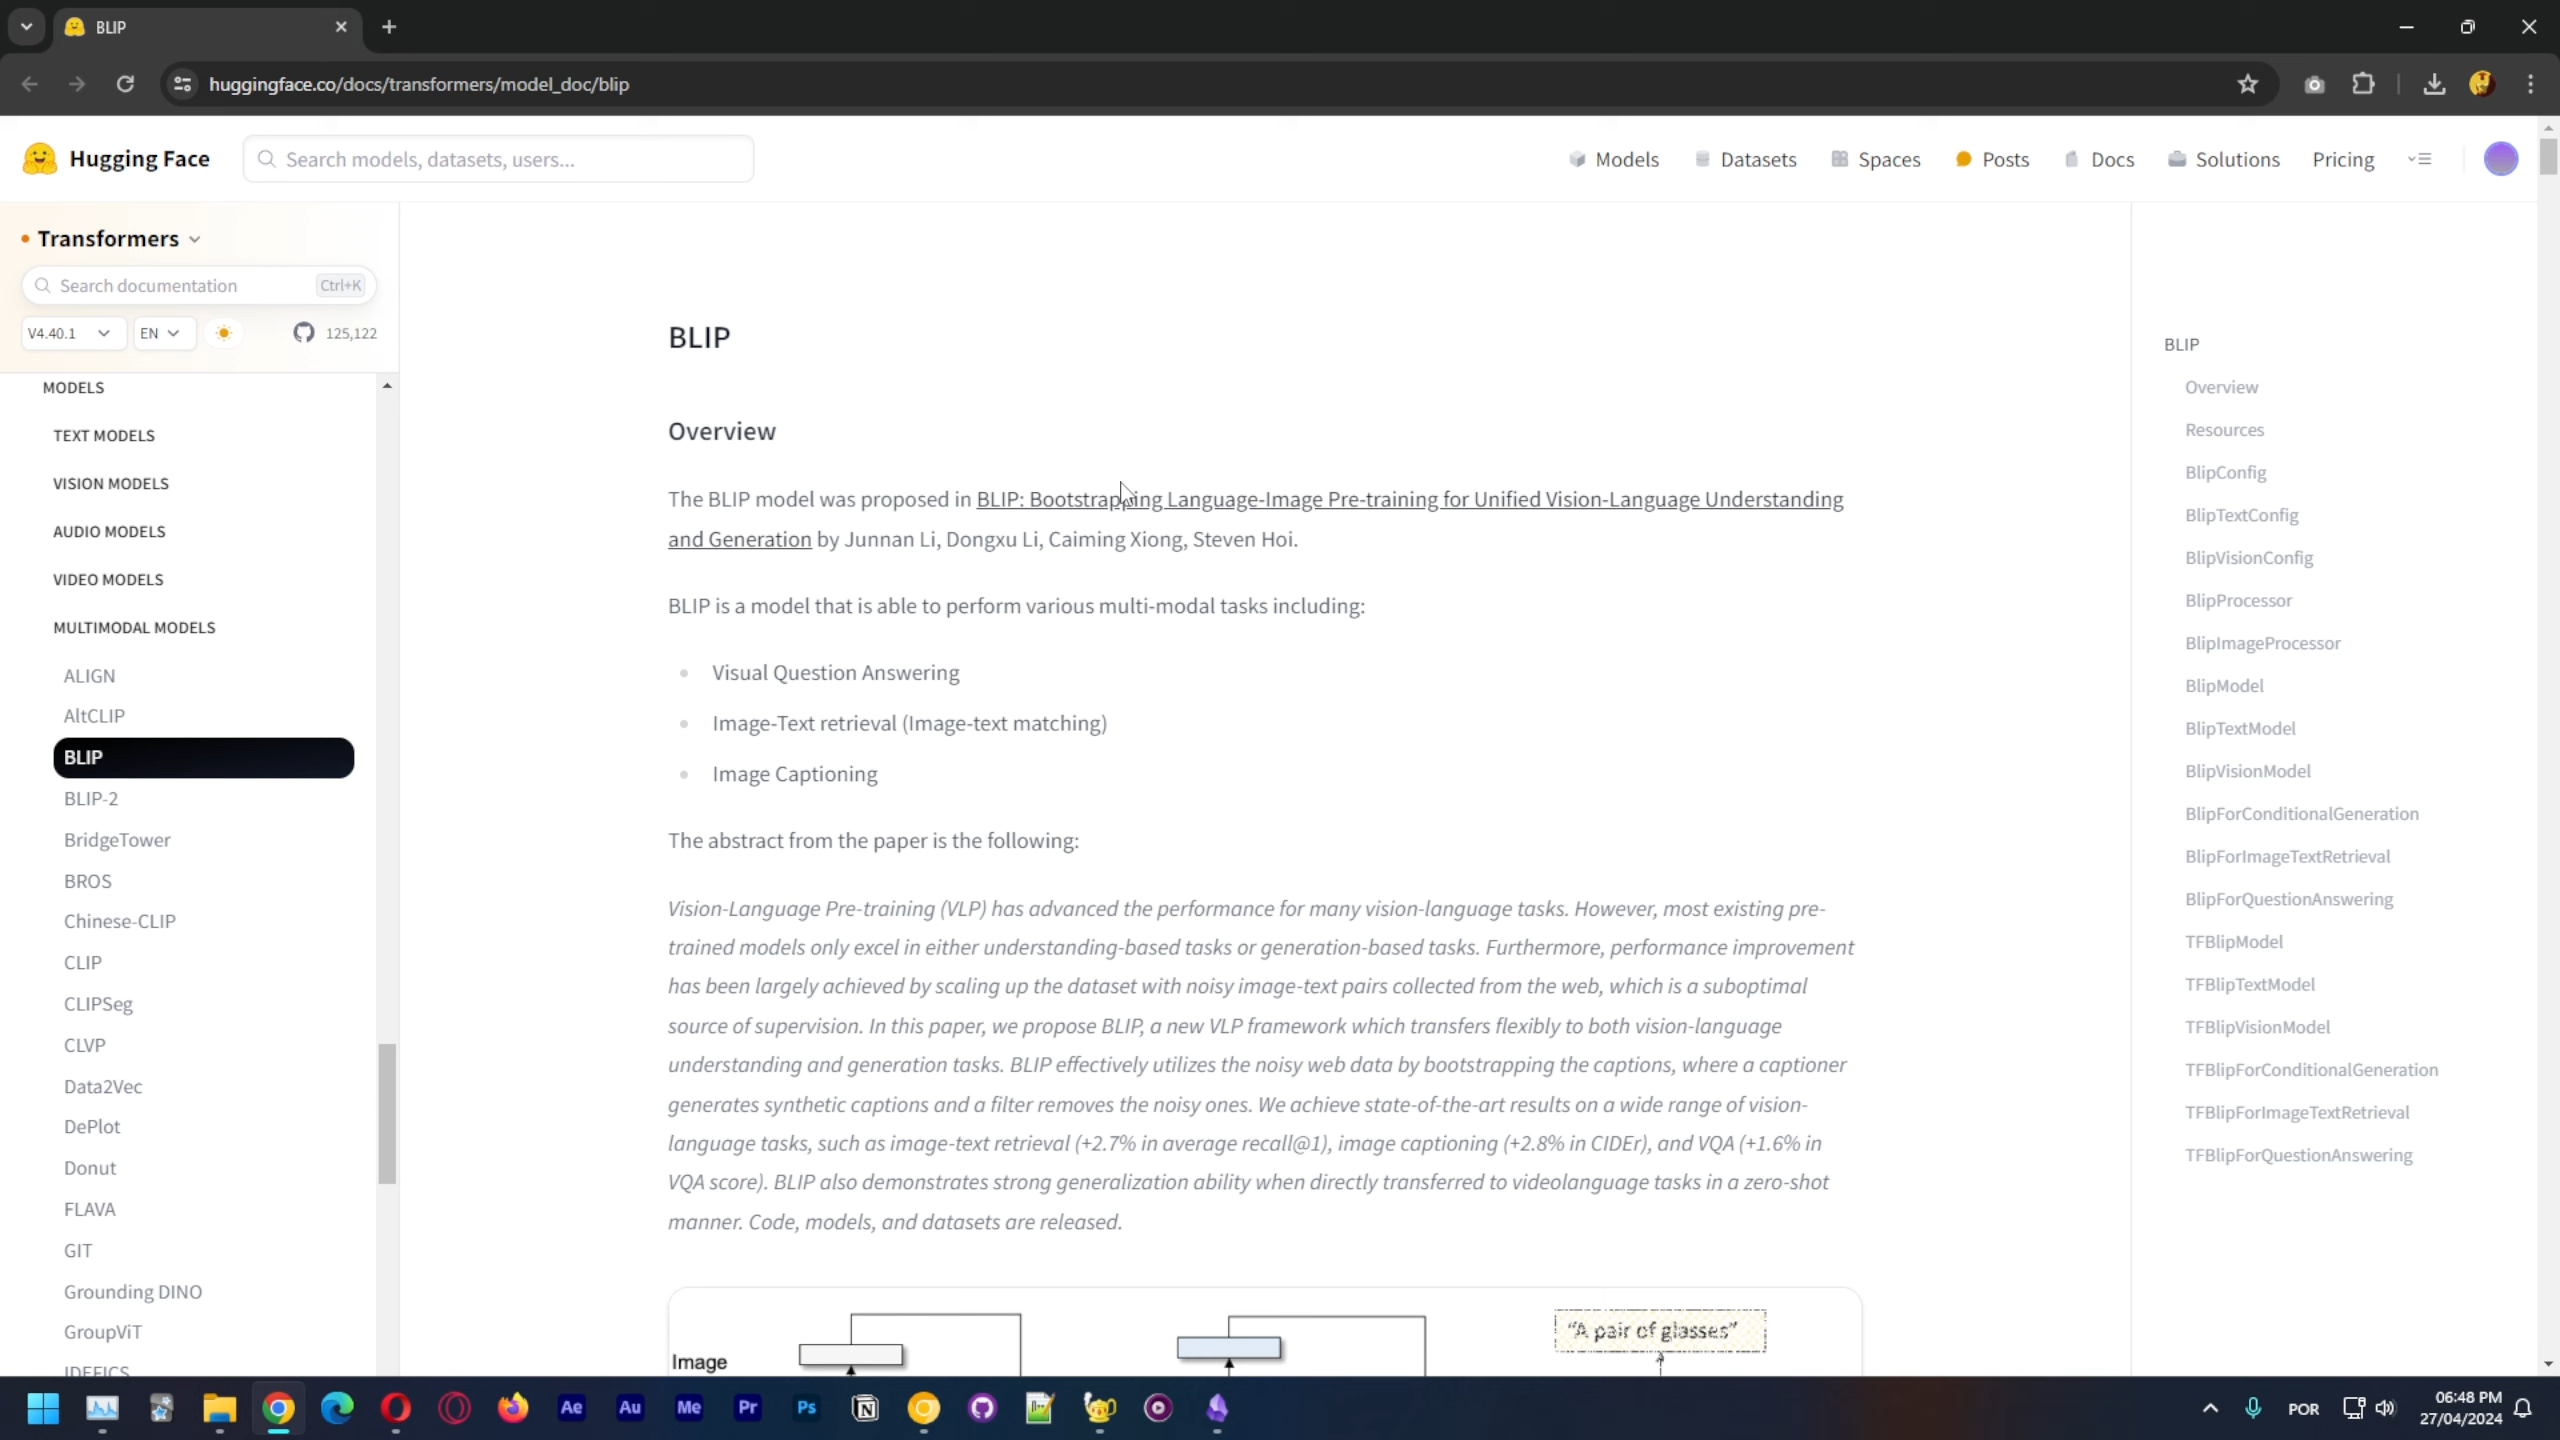 BLIP
huggingface.co/docs/transformers/model_doc/blip
Hugging Face
Search models, datasets, users...
Models
Datasets
Spaces
Posts
Docs
Solutions
Pricing
Transformers
Search documentation
Ctrl+K
V4.40.1
EN
125,122
MODELS
TEXT MODELS
VISION MODELS
AUDIO MODELS
VIDEO MODELS
MULTIMODAL MODELS
ALIGN
AltCLIP
BLIP
BLIP-2
BridgeTower
BROS
Chinese-CLIP
CLIP
CLIPSeg
CLVP
Data2Vec
DePlot
Donut
FLAVA
GIT
Grounding DINO
GroupViT
IDEFICS
BLIP
Overview
The BLIP model was proposed in BLIP: Bootstrapping Language-Image Pre-training for Unified Vision-Language Understanding
and Generation by Junnan Li, Dongxu Li, Caiming Xiong, Steven Hoi.
BLIP is a model that is able to perform various multi-modal tasks including:
Visual Question Answering
Image-Text retrieval (Image-text matching)
Image Captioning
The abstract from the paper is the following:
Vision-Language Pre-training (VLP) has advanced the performance for many vision-language tasks. However, most existing pre-
trained models only excel in either understanding-based tasks or generation-based tasks. Furthermore, performance improvement
has been largely achieved by scaling up the dataset with noisy image-text pairs collected from the web, which is a suboptimal
source of supervision. In this paper, we propose BLIP, a new VLP framework which transfers flexibly to both vision-language
understanding and generation tasks. BLIP effectively utilizes the noisy web data by bootstrapping the captions, where a captioner
generates synthetic captions and a filter removes the noisy ones. We achieve state-of-the-art results on a wide range of vision-
language tasks, such as image-text retrieval (+2.7% in average recall@1), image captioning (+2.8% in CIDEr), and VQA (+1.6% in
VQA score). BLIP also demonstrates strong generalization ability when directly transferred to videolanguage tasks in a zero-shot
manner. Code, models, and datasets are released.
"A pair of glasses"
Image
BLIP
Overview
Resources
BlipConfig
BlipTextConfig
BlipVisionConfig
BlipProcessor
BlipImageProcessor
BlipModel
BlipTextModel
BlipVisionModel
BlipForConditionalGeneration
BlipForImageTextRetrieval
BlipForQuestionAnswering
TFBlipModel
TFBlipTextModel
TFBlipVisionModel
TFBlipForConditionalGeneration
TFBlipForImageTextRetrieval
TFBlipForQuestionAnswering
Ae
Au
Me
Pr
Ps
POR
06:48 PM
27/04/2024